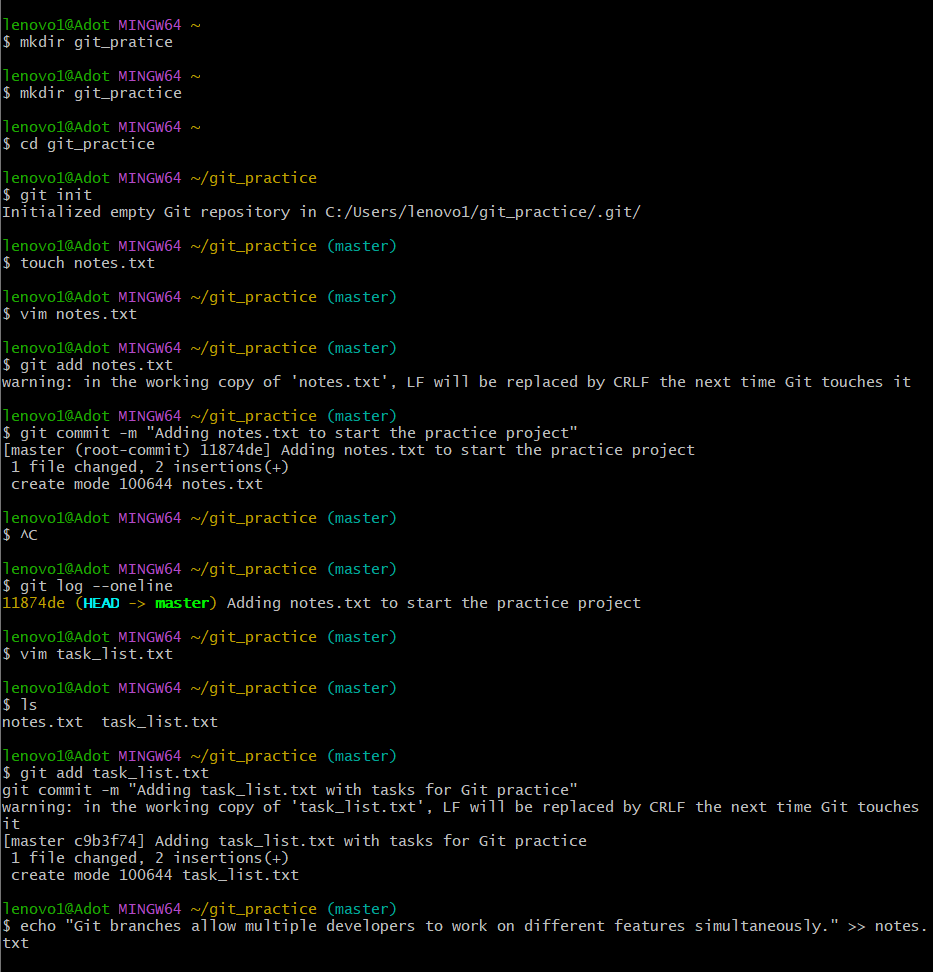 lenovo1@Adot MINGW64 ~
$ mkdir git_pratice
lenovo1@Adot MINGW64 ~
$ mkdir git_practice
lenovo1@Adot MINGW64 ~
$ cd git_practice
lenovo1@Adot MINGW64 ~/git_practice
$ git init
Initialized empty Git repository in C:/Users/lenovo1/git_practice/.git/
lenovo1@Adot MINGW64 ~/git_practice (master)
$ touch notes.txt
lenovo1@Adot MINGW64 ~/git_practice (master)
$ vim notes.txt
lenovo1@Adot MINGW64 ~/git_practice (master)
$ git add notes.txt
warning: in the working copy of 'notes.txt', LF will be replaced by CRLF the next time Git touches it
lenovo1@Adot MINGW64 ~/git_practice (master)
$ git commit -m "Adding notes.txt to start the practice project"
[master (root-commit) 11874de] Adding notes.txt to start the practice project
 1 file changed, 2 insertions(+)
 create mode 100644 notes.txt
lenovo1@Adot MINGW64 ~/git_practice (master)
$ ^C
lenovo1@Adot MINGW64 ~/git_practice (master)
$ git log --oneline
11874de (HEAD -> master) Adding notes.txt to start the practice project
lenovo1@Adot MINGW64 ~/git_practice (master)
$ vim task_list.txt
lenovo1@Adot MINGW64 ~/git_practice (master)
$ ls
notes.txt  task_list.txt
lenovo1@Adot MINGW64 ~/git_practice (master)
$ git add task_list.txt
git commit -m "Adding task_list.txt with tasks for Git practice"
warning: in the working copy of 'task_list.txt', LF will be replaced by CRLF the next time Git touches
it
[master c9b3f74] Adding task_list.txt with tasks for Git practice
 1 file changed, 2 insertions(+)
 create mode 100644 task_list.txt
lenovo1@Adot MINGW64 ~/git_practice (master)
$ echo "Git branches allow multiple developers to work on different features simultaneously." >> notes.
txt